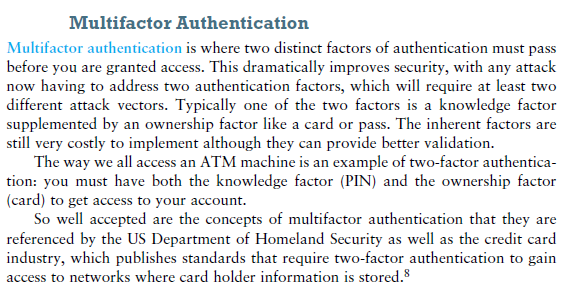 Multifactor Authentication
Multifactor authentication is where two distinct factors of authentication must pass
before you are granted access. This dramatically improves security, with any attack
now having to address two authentication factors, which will require at least two
different attack vectors. Typically one of the two factors is a knowledge factor
supplemented by an ownership factor like a card or pass. The inherent factors are
still very costly to implement although they can provide better validation.
The way we all access an ATM machine is an example of two-factor authentica-
tion: you must have both the knowledge factor (PIN) and the ownership factor
(card) to get access to your account.
So well accepted are the concepts of multifactor authentication that they are
referenced by the US Department of Homeland Security as well as the credit card
industry, which publishes standards that require two-factor authentication to gain
access to networks where card holder information is stored.⁸